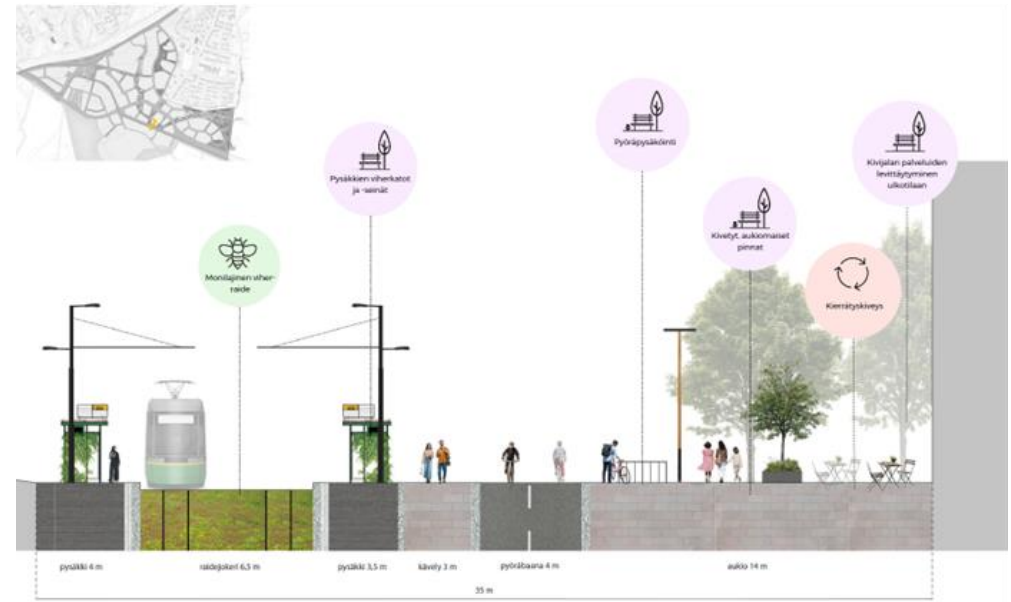 Pyöräpysäköinti
Kivijalan palveluiden
levittäytyminen
ulkotilaan
Pysäkkien viherkatot
ja -seinät
Kivetyt, aukiomaiset
pinnat
Monilajinen viher-
raide
Kierrätyskiveys
pysäkki 4 m
raidejokeri 6,5 m
pysäkki 3,5 m
kävely 3 m
pyöräbaana 4 m
aukio 14 m
35 m